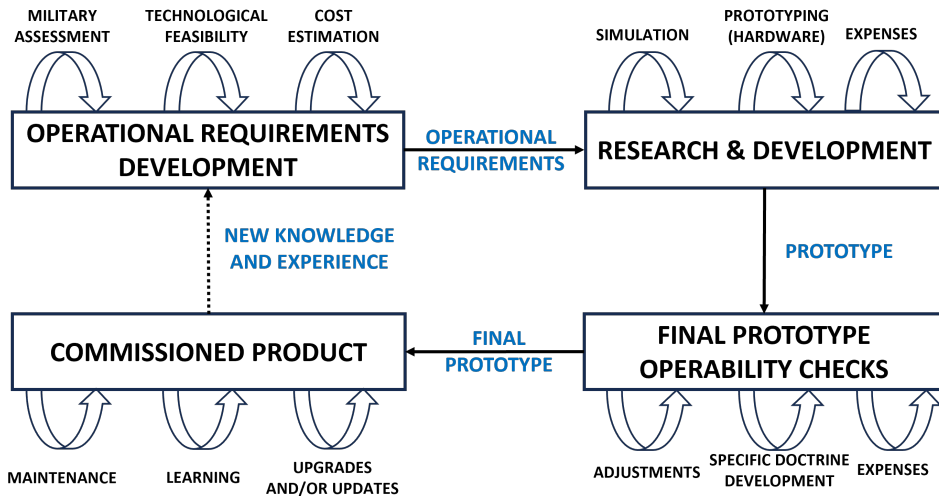 MILITARY
ASSESSMENT
TECHNOLOGICAL
FEASIBILITY
COST
ESTIMATION
SIMULATION
PROTOTYPING
(HARDWARE)
EXPENSES
OPERATIONAL REQUIREMENTS
DEVELOPMENT
OPERATIONAL
REQUIREMENTS
RESEARCH & DEVELOPMENT
NEW KNOWLEDGE
AND EXPERIENCE
PROTOTYPE
COMMISSIONED PRODUCT
FINAL
PROTOTYPE
FINAL PROTOTYPE
OPERABILITY CHECKS
MAINTENANCE
LEARNING
UPGRADES
AND/OR UPDATES
ADJUSTMENTS
SPECIFIC DOCTRINE
DEVELOPMENT
EXPENSES